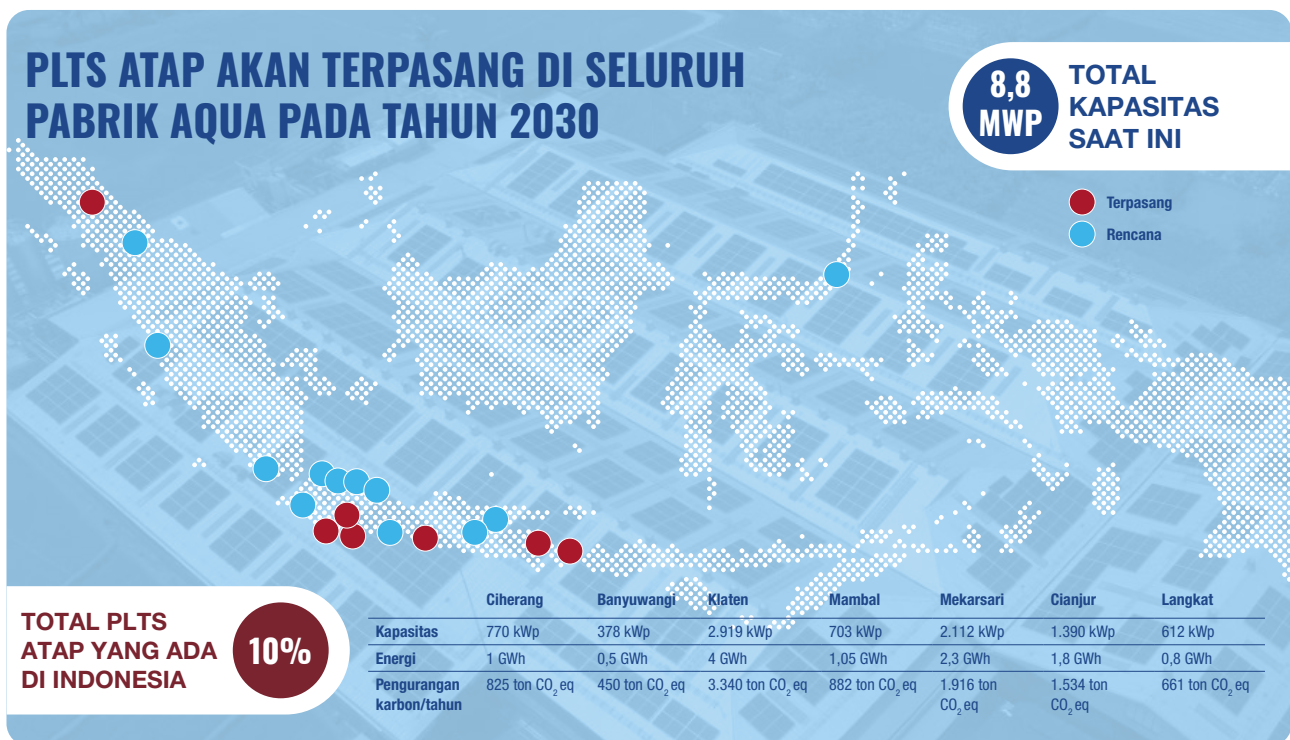 PLTS ATAP AKAN TERPASANG DI SELURUH
PABRIK AQUA PADA TAHUN 2030
8,8
MWP
TOTAL
KAPASITAS
SAAT INI
Terpasang
Rencana
TOTAL PLTS
ATAP YANG ADA
DI INDONESIA
10%
Ciherang Banyuwangi Klaten Mambal Mekarsari Cianjur Langkat
Kapasitas 770 kWp 378 kWp 2.919 kWp 703 kWp 2.112 kWp 1.390 kWp 612 kWp
Energi 1 GWh 0,5 GWh 4 GWh 1,05 GWh 2,3 GWh 1,8 GWh 0,8 GWh
Pengurangan 825 ton CO₂ eq 450 ton CO₂ eq 3.340 ton CO₂ eq 882 ton CO₂ eq 1.916 ton 1.534 ton 661 ton CO₂ eq
karbon/tahun CO₂ eq CO₂ eq